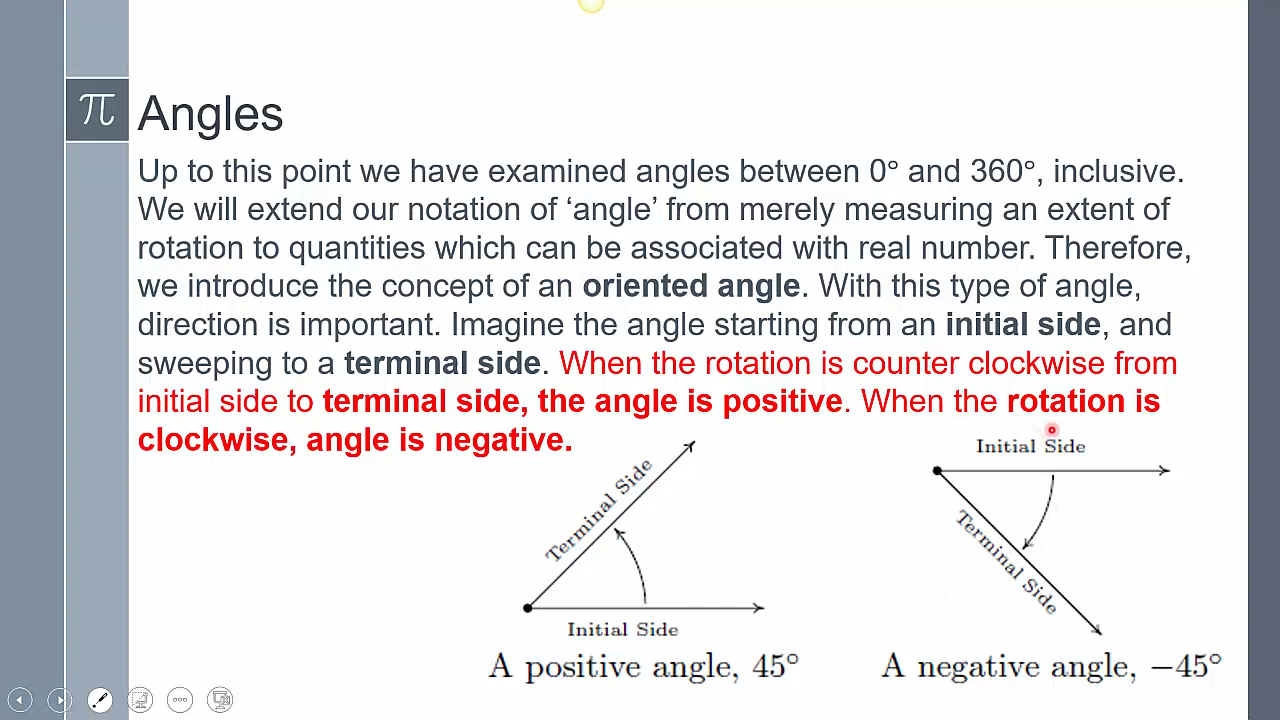 π
Angles
Up to this point we have examined angles between 0° and 360°, inclusive.
We will extend our notation of ‘angle’ from merely measuring an extent of
rotation to quantities which can be associated with real number. Therefore,
we introduce the concept of an oriented angle. With this type of angle,
direction is important. Imagine the angle starting from an initial side, and
sweeping to a terminal side. When the rotation is counter clockwise from
initial side to terminal side, the angle is positive. When the rotation is
clockwise, angle is negative.
Terminal Side
Initial Side
A positive angle, 45°
Initial Side
Terminal Side
A negative angle, −45°